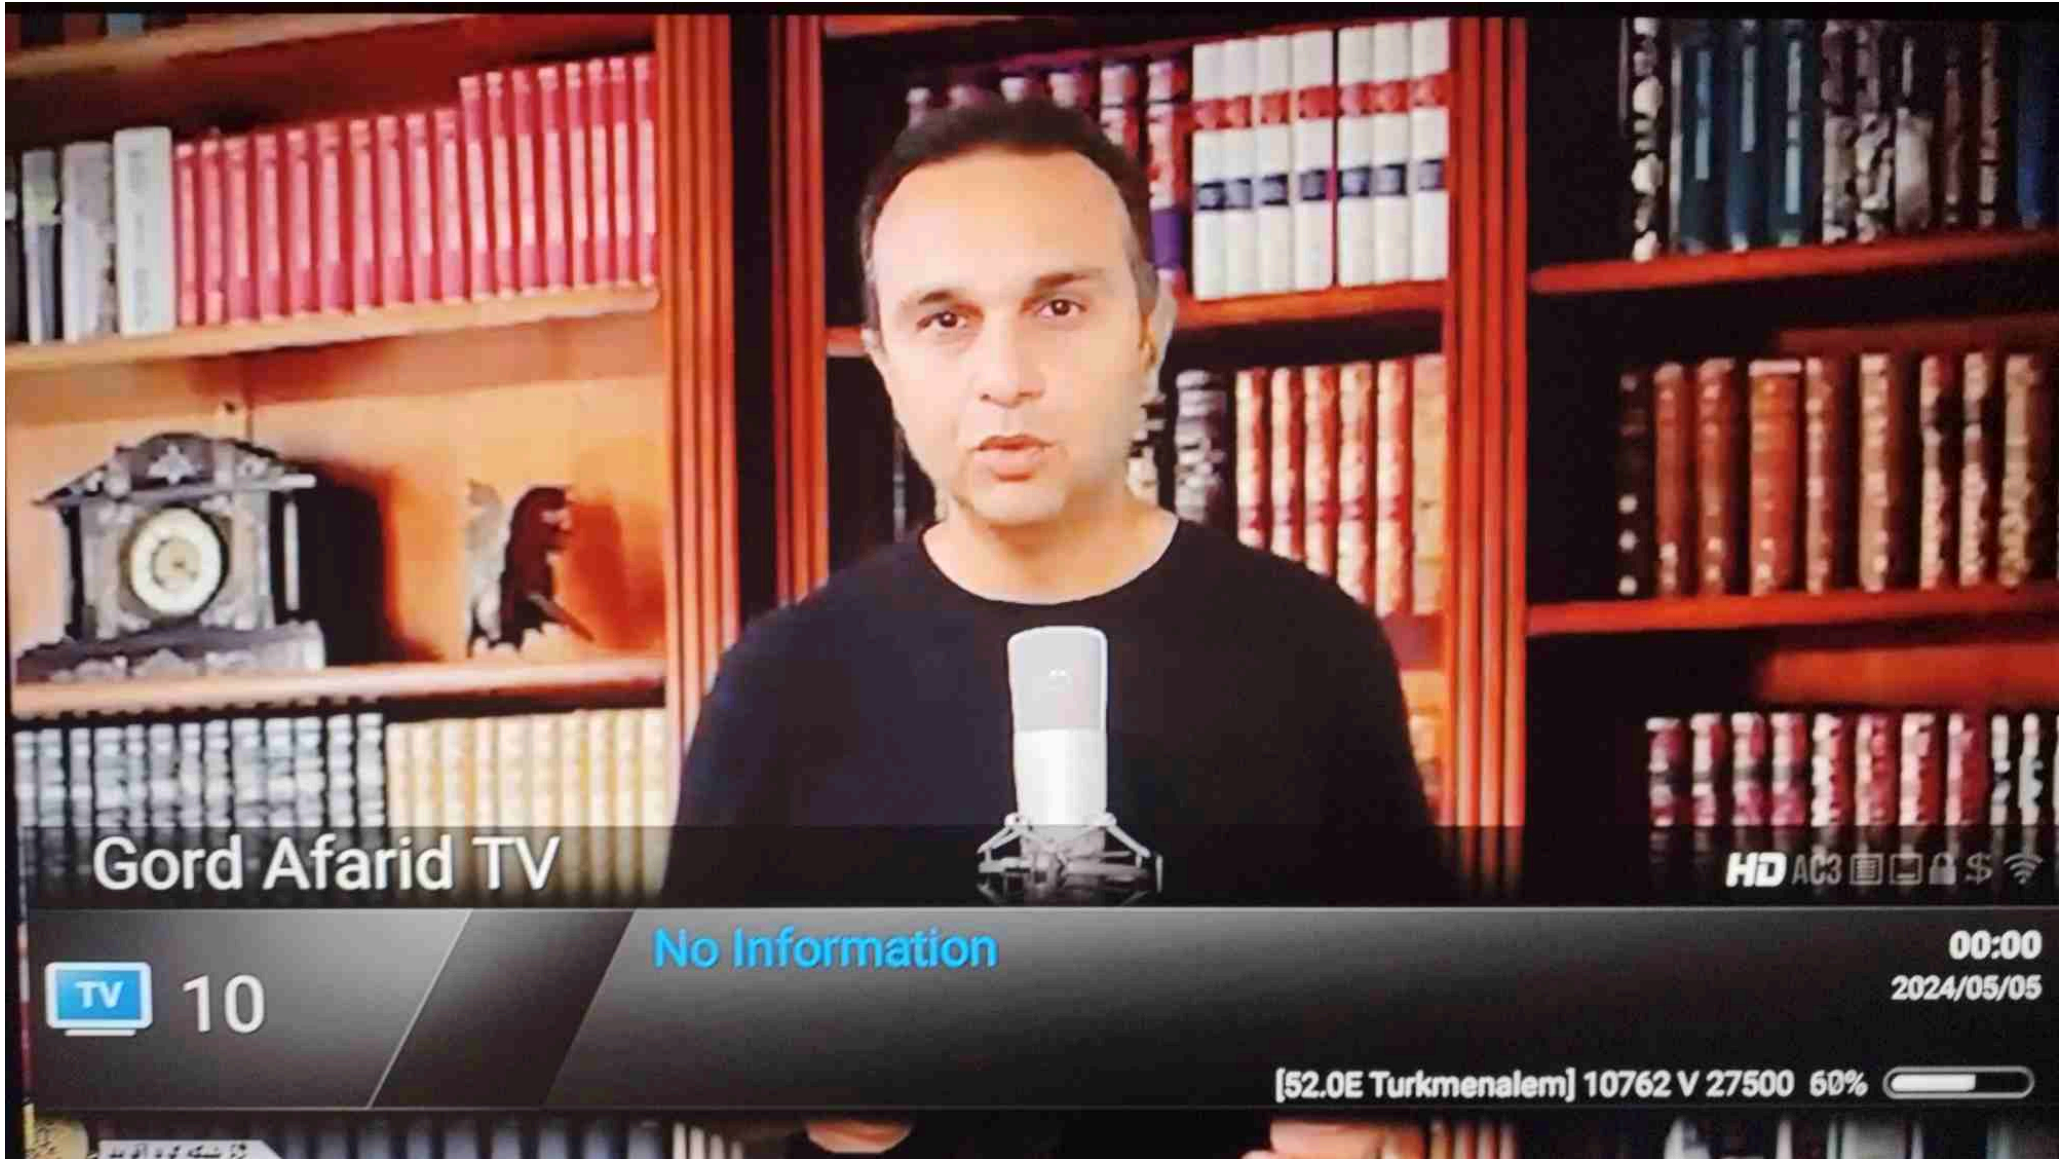 Gord Afarid TV
HD AC3 $
No Information
00:00
TV 10
2024/05/05
[52.0E Turkmenalem] 10762 V 27500 60%